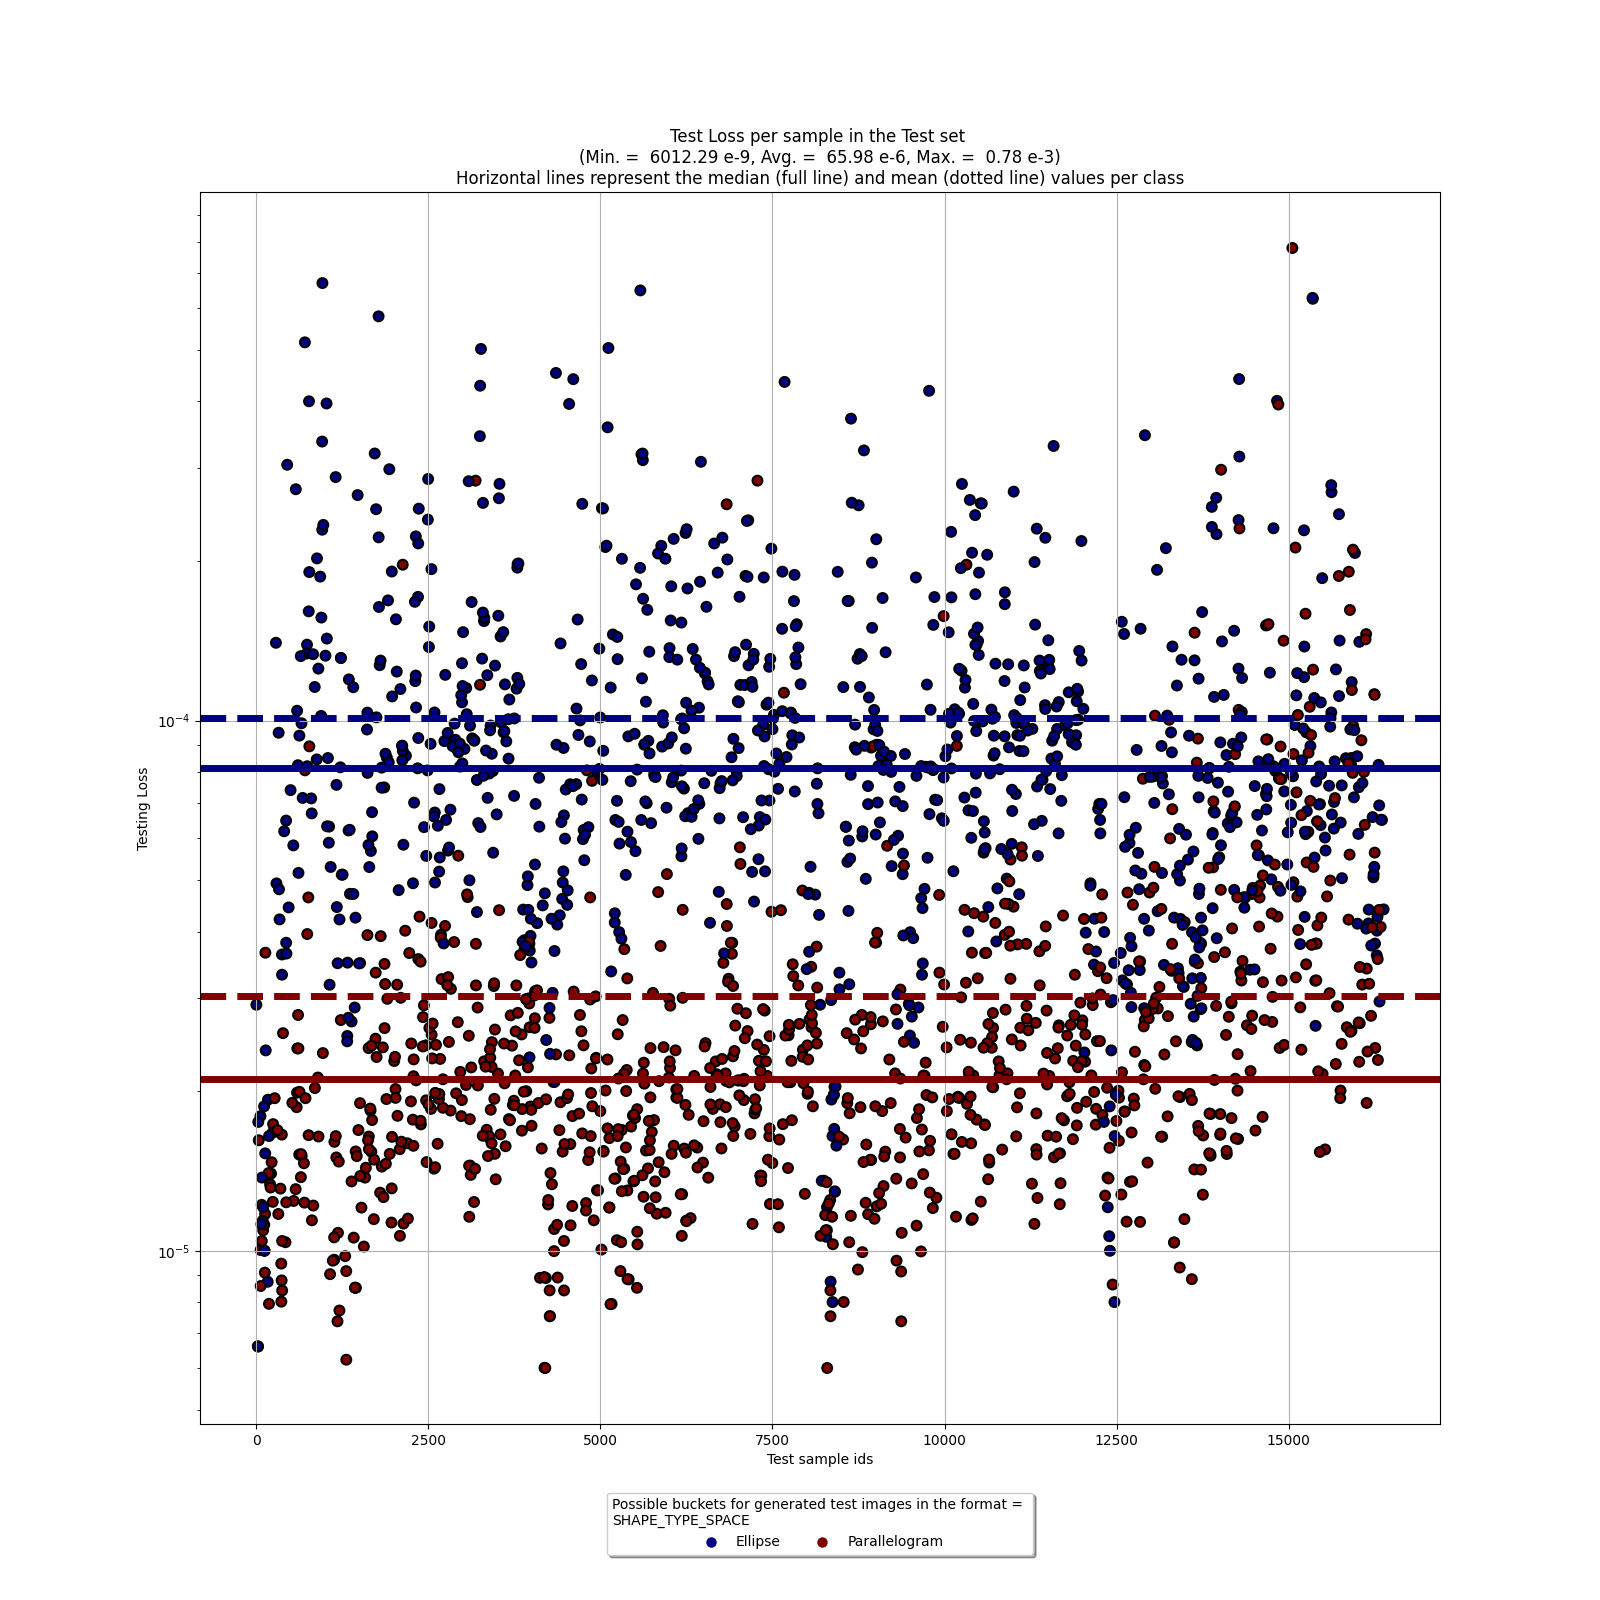 Test Loss per sample in the Test set
(Min. = 6012.29 e-9, Avg. = 65.98 e-6, Max. = 0.78 e-3)
Horizontal lines represent the median (full line) and mean (dotted line) values per class
Testing Loss
10⁻⁴
10⁻⁵
0 2500 5000 7500 10000 12500 15000
Test sample ids
Possible buckets for generated test images in the format =
SHAPE_TYPE_SPACE
Ellipse Parallelogram